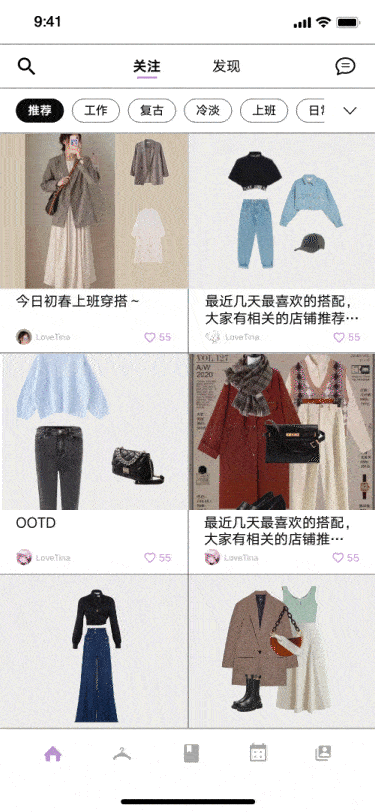 9:41
关注 发现
推荐 工作 复古 冷淡 上班 日常
今日初春上班穿搭~
LoveTina 55
最近几天最喜欢的搭配，
大家有相关的店铺推荐…
LoveTina 55
VOL.127
A/W
2020
OOTD
LoveTina 55
最近几天最喜欢的搭配，
大家有相关的店铺推…
LoveTina 55